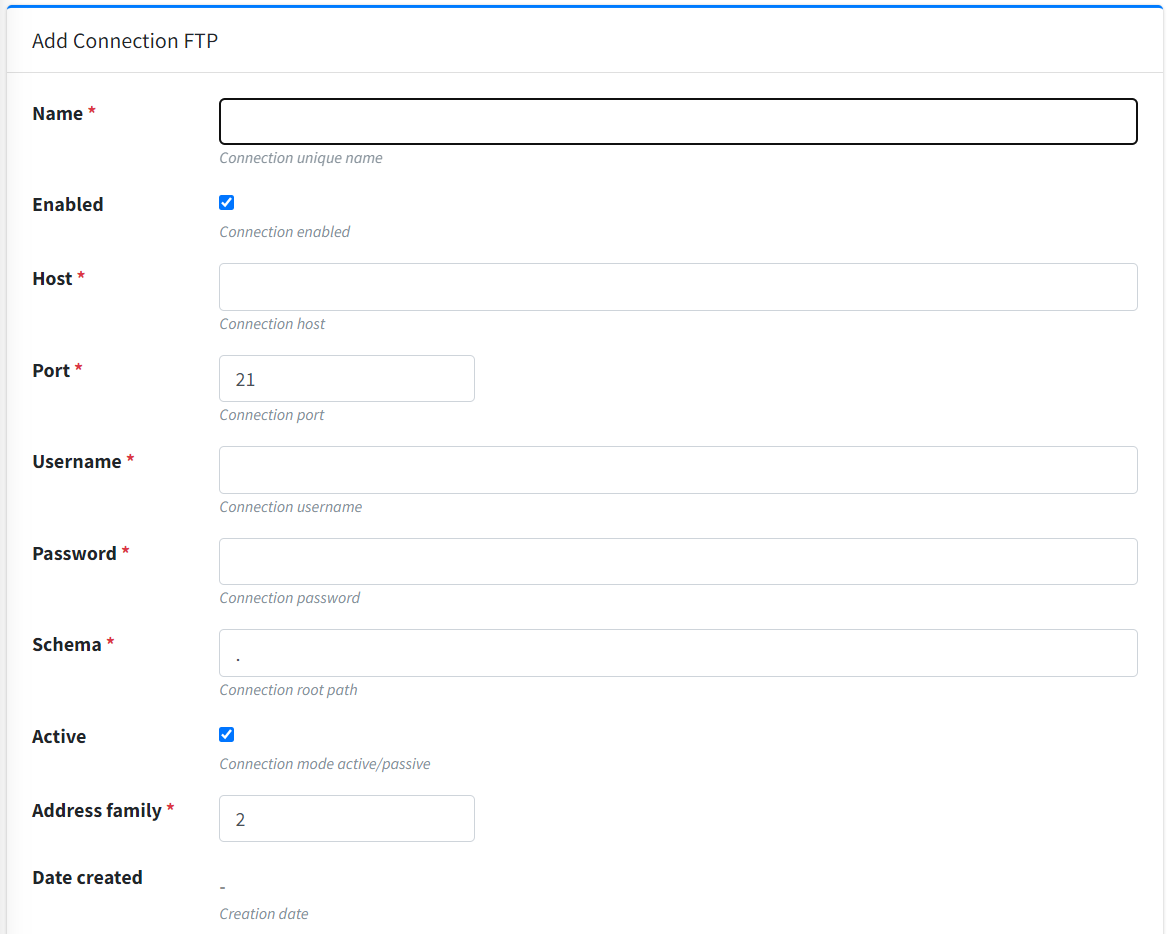 Add Connection FTP
Name *
Connection unique name
Enabled
Connection enabled
Host *
Connection host
Port *
21
Connection port
Username *
Connection username
Password *
Connection password
Schema *
.
Connection root path
Active
Connection mode active/passive
Address family *
2
Date created
-
Creation date